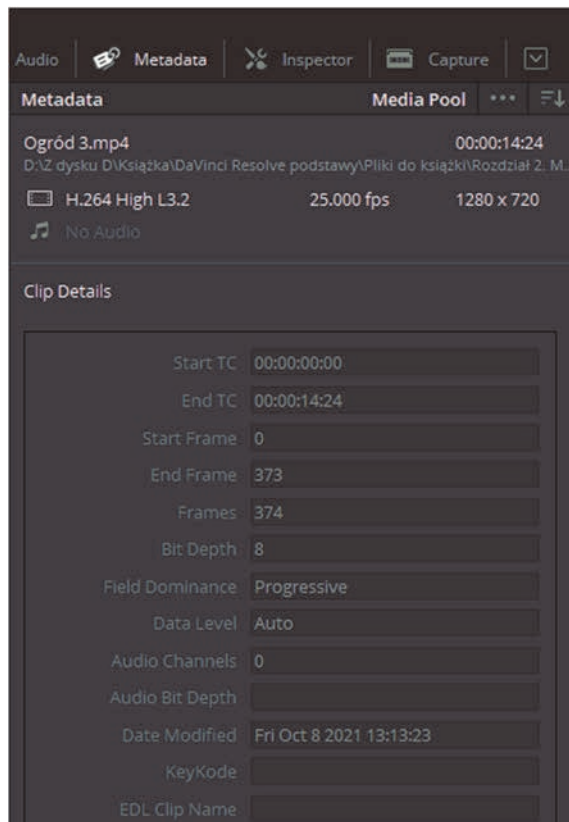 Audio Metadata Inspector Capture
Metadata Media Pool •••
Ogród 3.mp4 00:00:14:24
D:\Z dysku D\Książka\DaVinci Resolve podstawy\Pliki do książki\Rozdział 2. M..
H.264 High L3.2 25.000 fps 1280 x 720
No Audio
Clip Details
Start TC 00:00:00:00
End TC 00:00:14:24
Start Frame 0
End Frame 373
Frames 374
Bit Depth 8
Field Dominance Progressive
Data Level Auto
Audio Channels 0
Audio Bit Depth
Date Modified Fri Oct 8 2021 13:13:23
KeyKode
EDL Clip Name